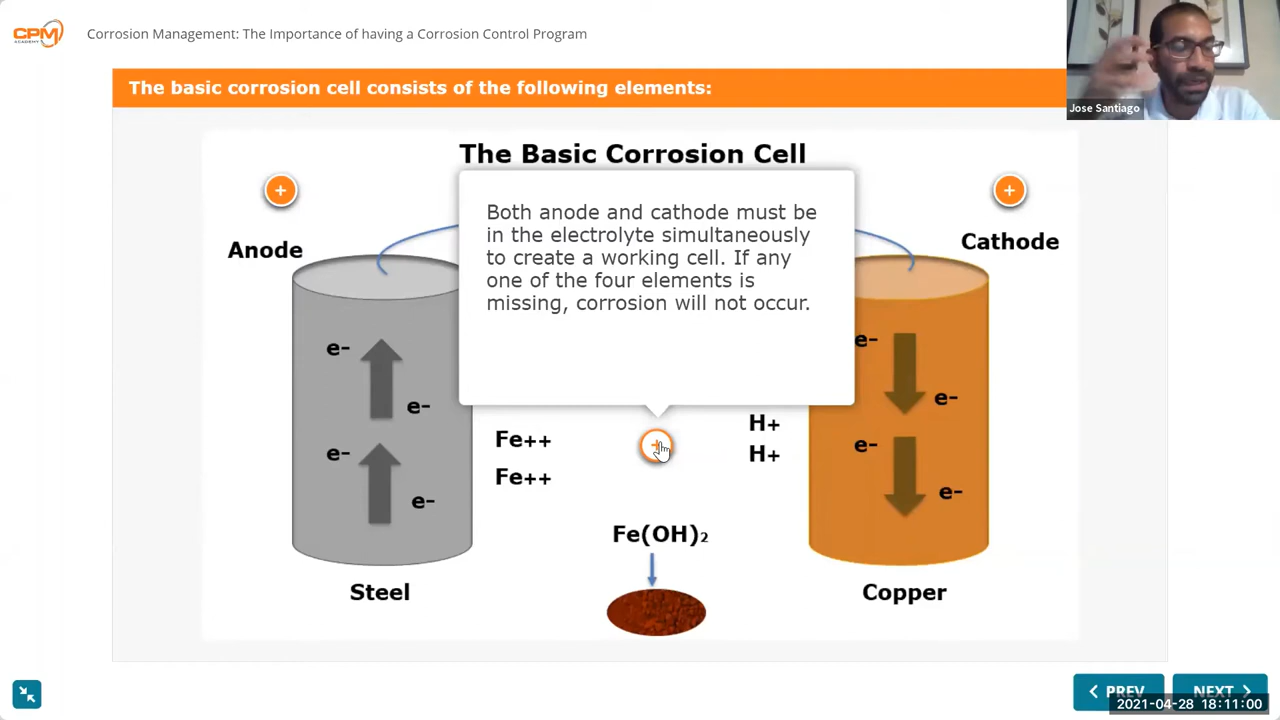 CPM
ACADEMY
Corrosion Management: The Importance of having a Corrosion Control Program
Jose Santiago
The basic corrosion cell consists of the following elements:
The Basic Corrosion Cell
+
+
Anode
Cathode
Both anode and cathode must be
in the electrolyte simultaneously
to create a working cell. If any
one of the four elements is
missing, corrosion will not occur.
e-
e-
e-
e-
e-
e-
e-
e-
Fe++
Fe++
H+
H+
Fe(OH)₂
Steel
Copper
PREV
NEXT
2021-04-28 18:11:00